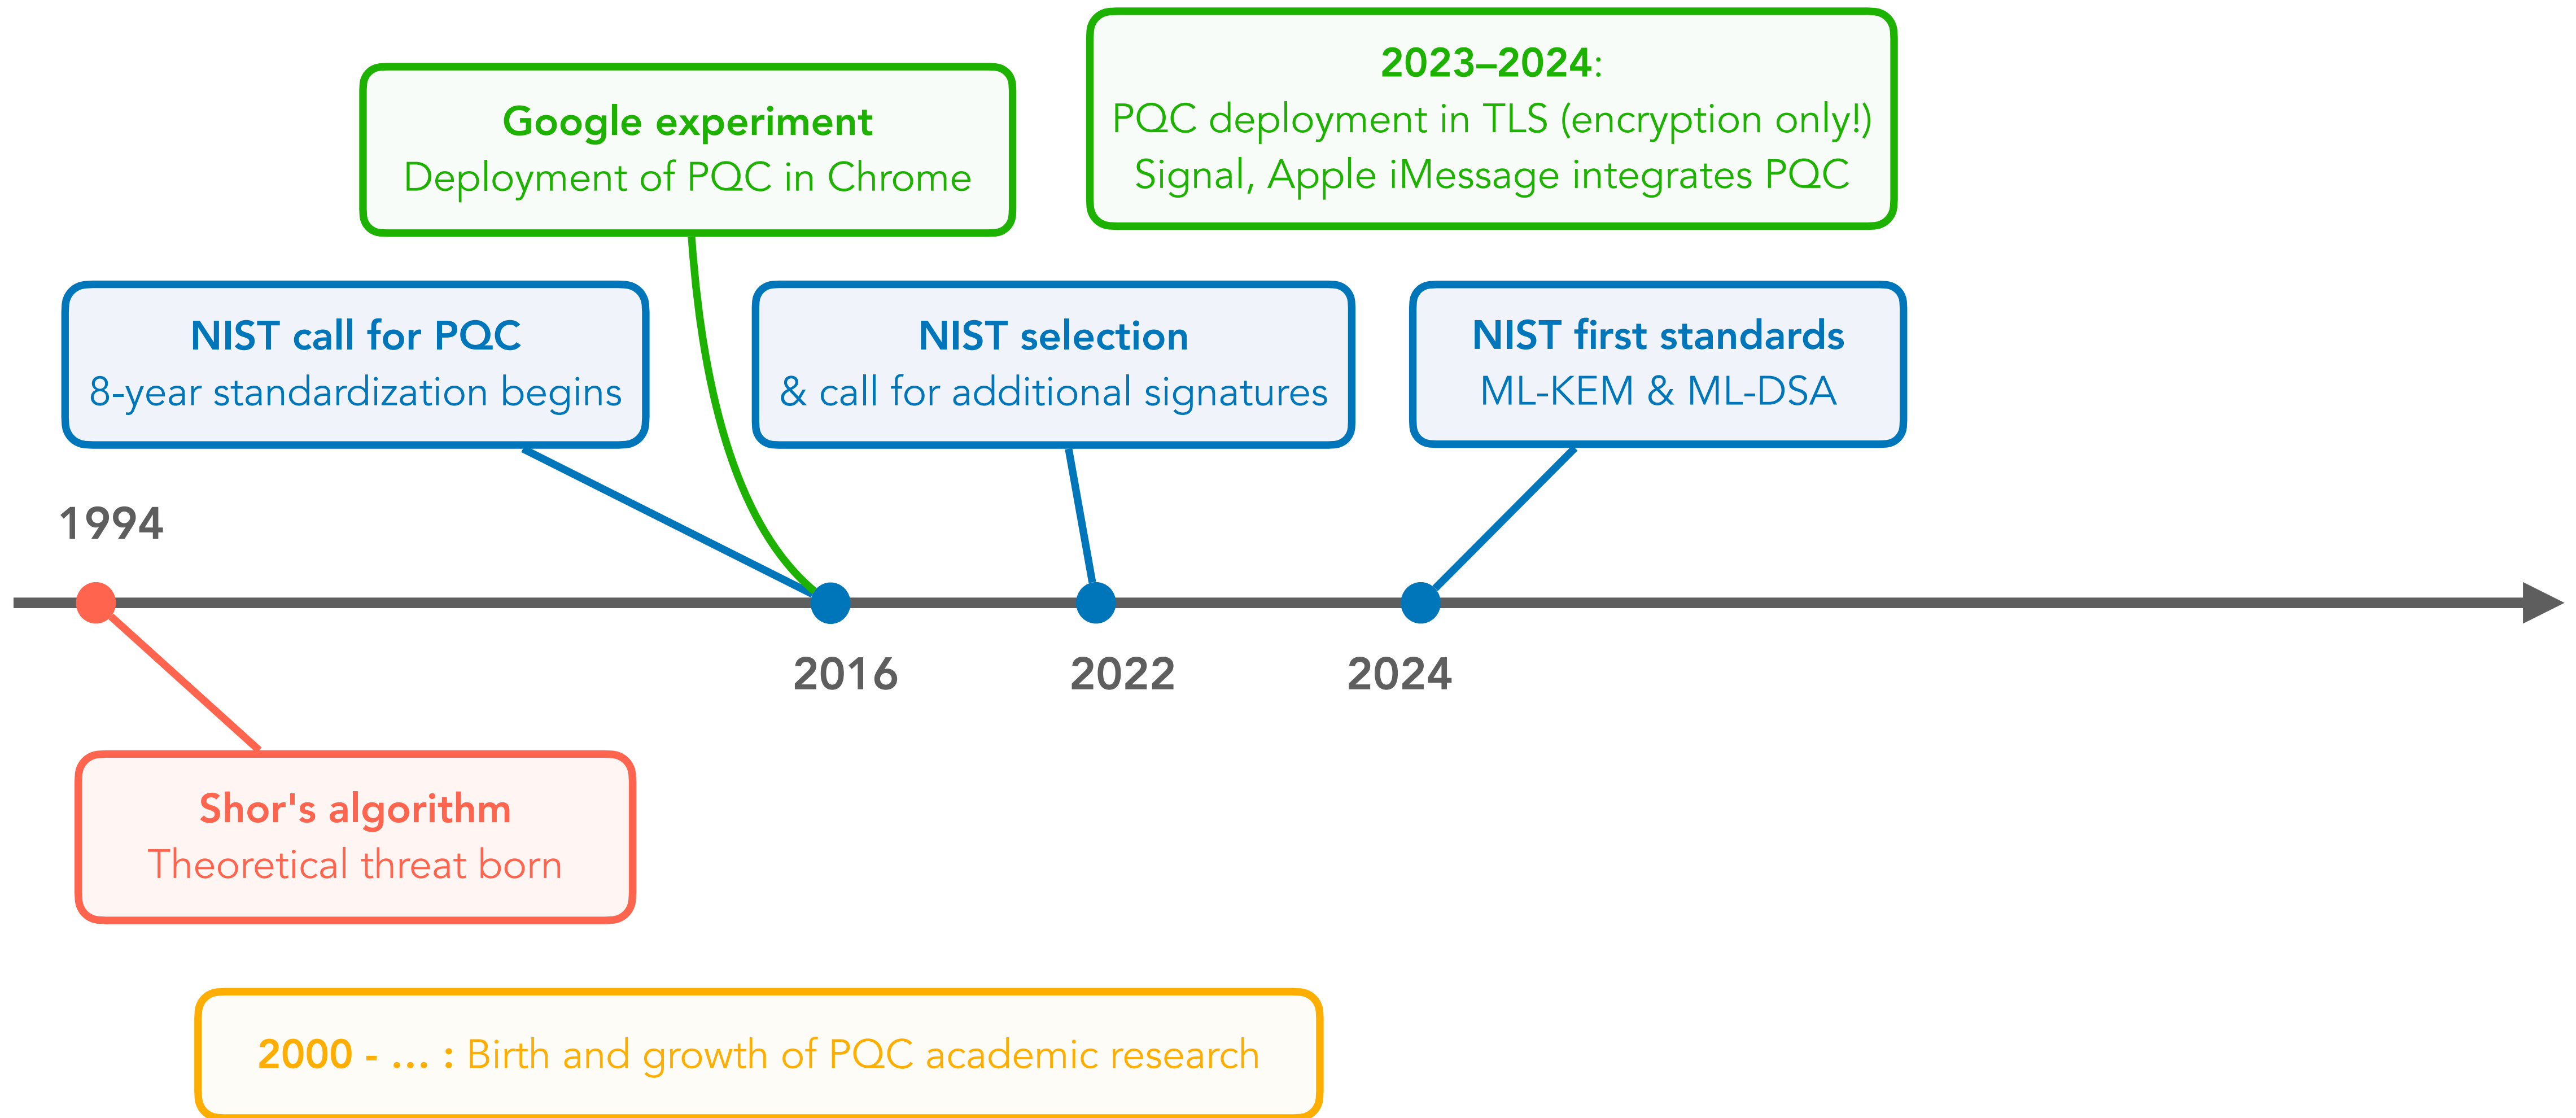 Google experiment
Deployment of PQC in Chrome
2023–2024:
PQC deployment in TLS (encryption only!)
Signal, Apple iMessage integrates PQC
NIST call for PQC
8-year standardization begins
NIST selection
& call for additional signatures
NIST first standards
ML-KEM & ML-DSA
1994
2016
2022
2024
Shor's algorithm
Theoretical threat born
2000 - ... : Birth and growth of PQC academic research